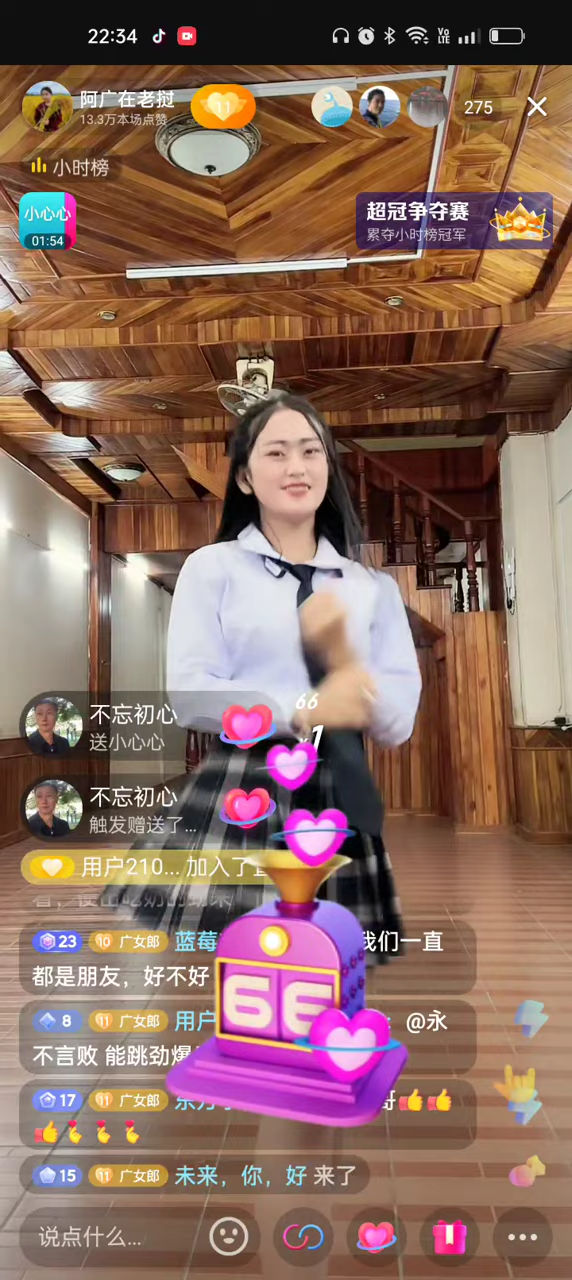 22:34
VO LTE
阿广在老挝
13.3万本场点赞
11
275
小时榜
小心心
01:54
超冠争夺赛
累夺小时榜冠军
不忘初心
送小心心
66
1
不忘初心
触发赠送了...
用户210... 加入了
23 10 广女郎 蓝莓 我们一直
都是朋友，好不好
8 11 广女郎 用户 @永
不言败 能跳劲爆
66
17 11 广女郎 哥👍👍
👍🫰🫰🫰
15 11 广女郎 未来，你，好 来了
说点什么...